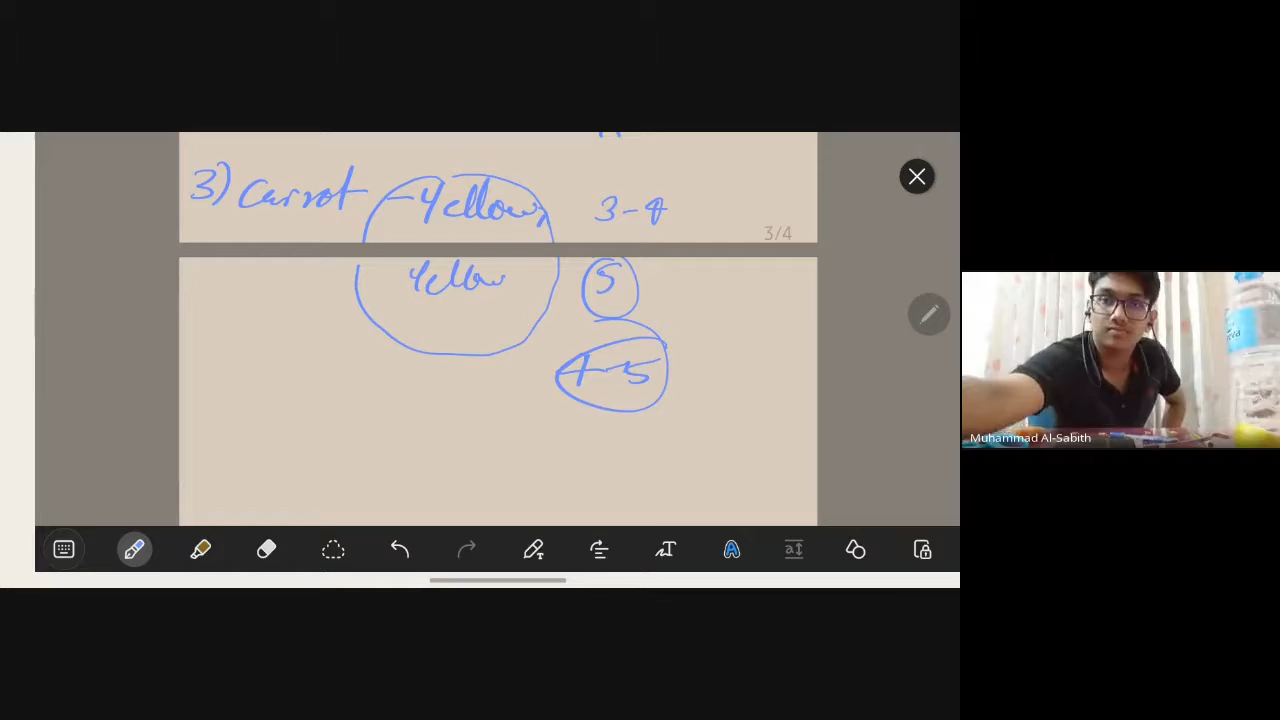 3) Carrot - Yellow, 3-4
3/4
Yellow 5
4-5
Muhammad Al-Sabith